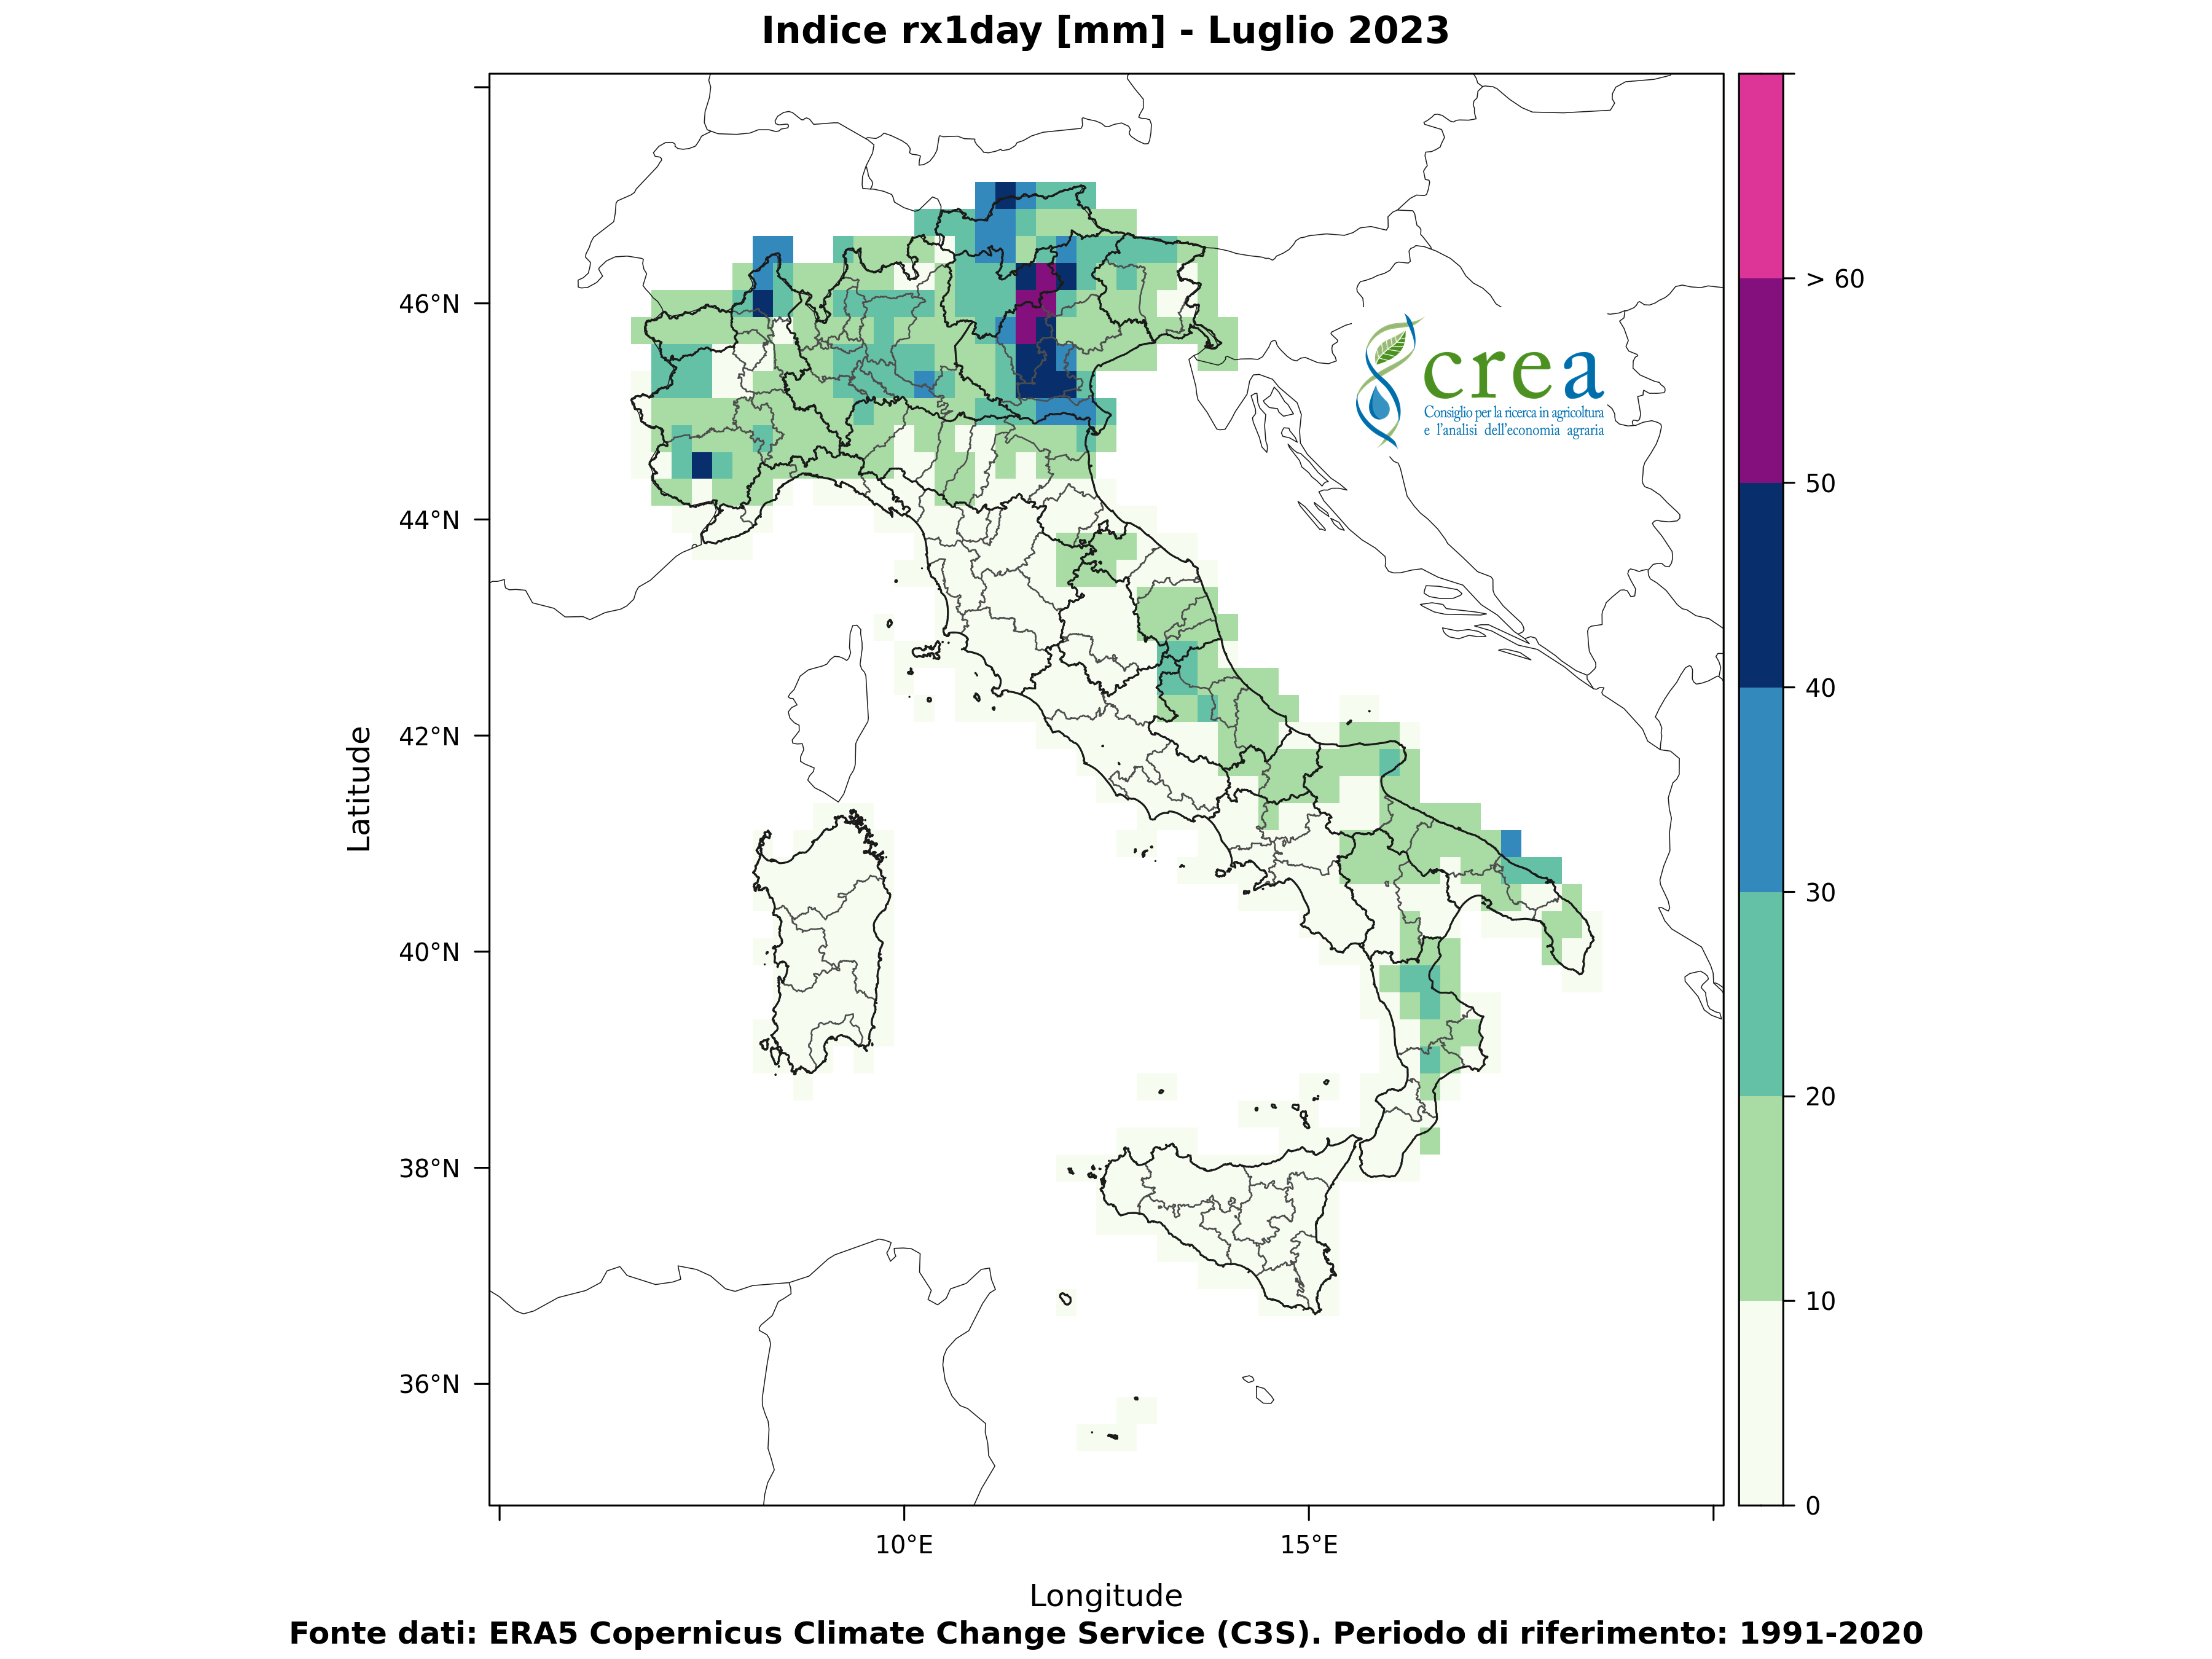 Indice rx1day [mm] - Luglio 2023
> 60
46°N
crea
Consiglio per la ricerca in agricoltura
e l'analisi dell'economia agraria
50
44°N
40
42°N
Latitude
30
40°N
20
38°N
10
36°N
0
10°E
15°E
Longitude
Fonte dati: ERA5 Copernicus Climate Change Service (C3S). Periodo di riferimento: 1991-2020